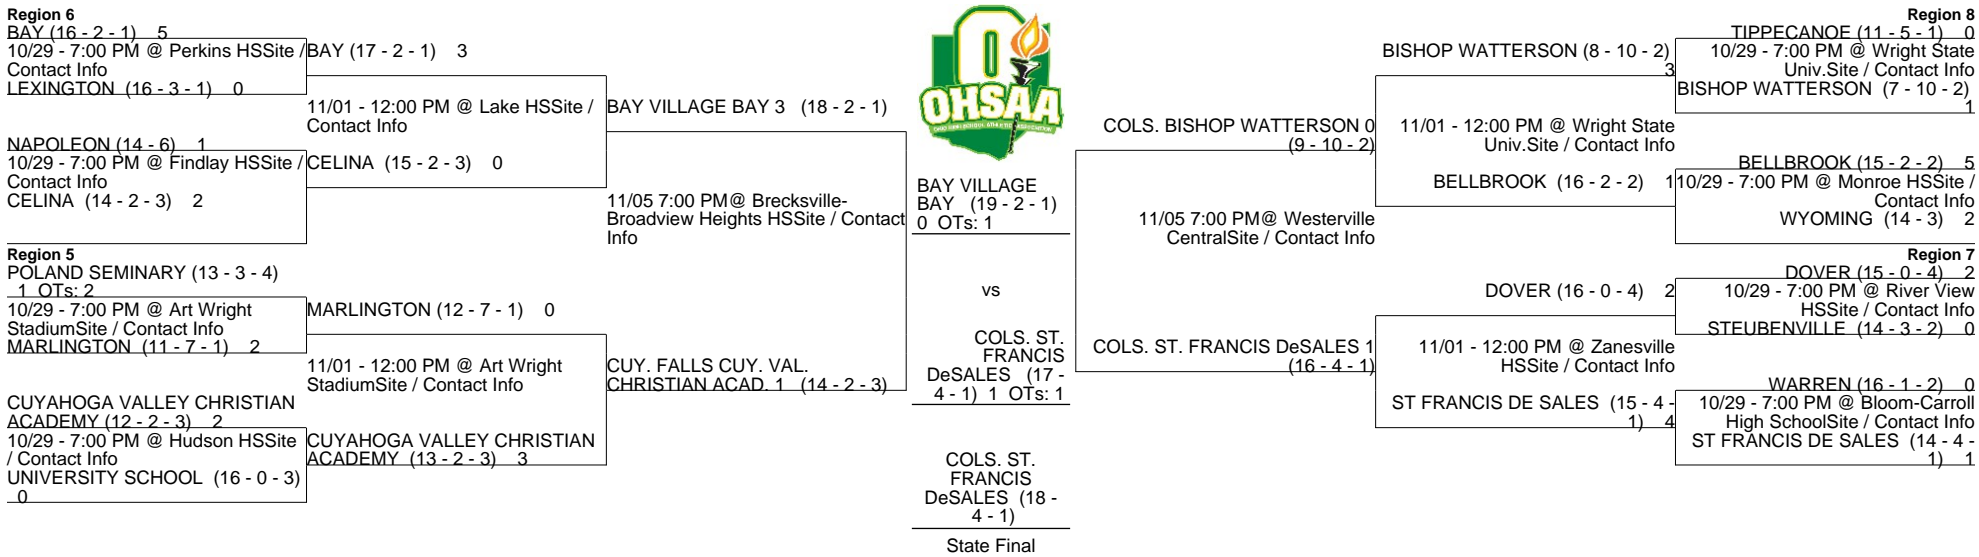 Region 6
BAY (16 - 2 - 1) 5
10/29 - 7:00 PM @ Perkins HSSite /
Contact Info
LEXINGTON (16 - 3 - 1) 0
NAPOLEON (14 - 6) 1
10/29 - 7:00 PM @ Findlay HSSite /
Contact Info
CELINA (14 - 2 - 3) 2
Region 5
POLAND SEMINARY (13 - 3 - 4)
1 OTs: 2
10/29 - 7:00 PM @ Art Wright
StadiumSite / Contact Info
MARLINGTON (11 - 7 - 1) 2
CUYAHOGA VALLEY CHRISTIAN
ACADEMY (12 - 2 - 3) 2
10/29 - 7:00 PM @ Hudson HSSite
/ Contact Info
UNIVERSITY SCHOOL (16 - 0 - 3)
0
BAY (17 - 2 - 1) 3
11/01 - 12:00 PM @ Lake HSSite /
Contact Info
CELINA (15 - 2 - 3) 0
MARLINGTON (12 - 7 - 1) 0
11/01 - 12:00 PM @ Art Wright
StadiumSite / Contact Info
CUYAHOGA VALLEY CHRISTIAN
ACADEMY (13 - 2 - 3) 3
BAY VILLAGE BAY 3 (18 - 2 - 1)
11/05 7:00 PM@ Brecksville-
Broadview Heights HSSite / Contact
Info
CUY. FALLS CUY. VAL.
CHRISTIAN ACAD. 1 (14 - 2 - 3)
O
OHSAA
OHIO HIGH SCHOOL ATHLETIC ASSOCIATION
BAY VILLAGE
BAY (19 - 2 - 1)
0 OTs: 1
vs
COLS. ST.
FRANCIS
DeSALES (17 -
4 - 1) 1 OTs: 1
COLS. ST.
FRANCIS
DeSALES (18 -
4 - 1)
State Final
COLS. BISHOP WATTERSON 0
(9 - 10 - 2)
11/05 7:00 PM@ Westerville
CentralSite / Contact Info
COLS. ST. FRANCIS DeSALES 1
(16 - 4 - 1)
BISHOP WATTERSON (8 - 10 - 2)
3
11/01 - 12:00 PM @ Wright State
Univ.Site / Contact Info
BELLBROOK (16 - 2 - 2) 1
DOVER (16 - 0 - 4) 2
11/01 - 12:00 PM @ Zanesville
HSSite / Contact Info
ST FRANCIS DE SALES (15 - 4 -
1) 4
Region 8
TIPPECANOE (11 - 5 - 1) 0
10/29 - 7:00 PM @ Wright State
Univ.Site / Contact Info
BISHOP WATTERSON (7 - 10 - 2)
1
BELLBROOK (15 - 2 - 2) 5
10/29 - 7:00 PM @ Monroe HSSite /
Contact Info
WYOMING (14 - 3) 2
Region 7
DOVER (15 - 0 - 4) 2
10/29 - 7:00 PM @ River View
HSSite / Contact Info
STEUBENVILLE (14 - 3 - 2) 0
WARREN (16 - 1 - 2) 0
10/29 - 7:00 PM @ Bloom-Carroll
High SchoolSite / Contact Info
ST FRANCIS DE SALES (14 - 4 -
1) 1